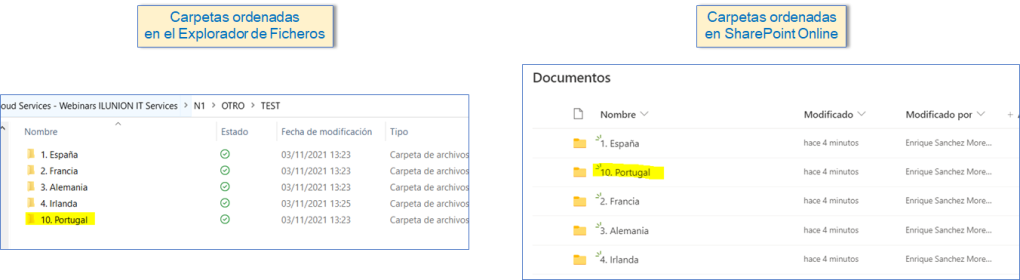 Carpetas ordenadas
en el Explorador de Ficheros
Carpetas ordenadas
en SharePoint Online
oud Services - Webinars ILUNION IT Services > N1 > OTRO > TEST
Nombre Estado Fecha de modificación Tipo
1. España 03/11/2021 13:23 Carpeta de archivos
2. Francia 03/11/2021 13:23 Carpeta de archivos
3. Alemania 03/11/2021 13:23 Carpeta de archivos
4. Irlanda 03/11/2021 13:25 Carpeta de archivos
10. Portugal 03/11/2021 13:23 Carpeta de archivos
Documentos
Nombre Modificado Modificado por +
1. España hace 4 minutos Enrique Sanchez More...
10. Portugal hace 4 minutos Enrique Sanchez More...
2. Francia hace 4 minutos Enrique Sanchez More...
3. Alemania hace 4 minutos Enrique Sanchez More...
4. Irlanda hace 4 minutos Enrique Sanchez More...